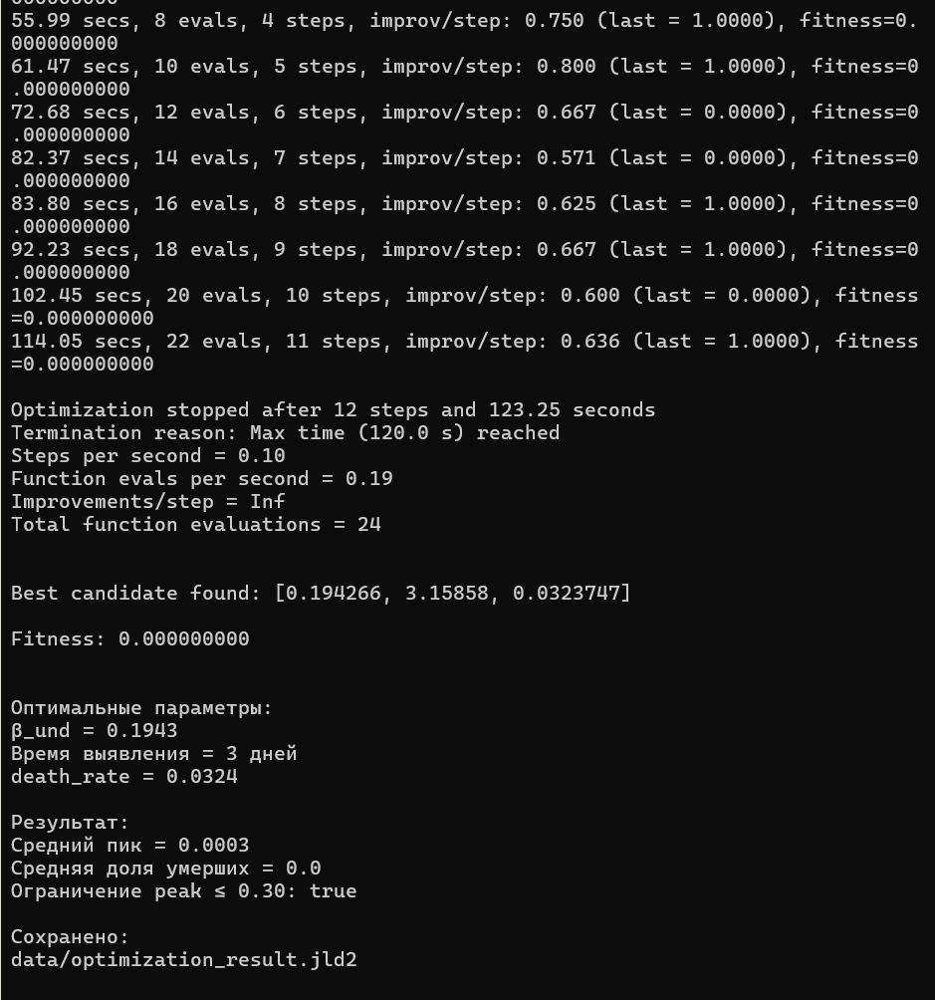 55.99 secs, 8 evals, 4 steps, improv/step: 0.750 (last = 1.0000), fitness=0.
000000000
61.47 secs, 10 evals, 5 steps, improv/step: 0.800 (last = 1.0000), fitness=0
.000000000
72.68 secs, 12 evals, 6 steps, improv/step: 0.667 (last = 0.0000), fitness=0
.000000000
82.37 secs, 14 evals, 7 steps, improv/step: 0.571 (last = 0.0000), fitness=0
.000000000
83.80 secs, 16 evals, 8 steps, improv/step: 0.625 (last = 1.0000), fitness=0
.000000000
92.23 secs, 18 evals, 9 steps, improv/step: 0.667 (last = 1.0000), fitness=0
.000000000
102.45 secs, 20 evals, 10 steps, improv/step: 0.600 (last = 0.0000), fitness
=0.000000000
114.05 secs, 22 evals, 11 steps, improv/step: 0.636 (last = 1.0000), fitness
=0.000000000
Optimization stopped after 12 steps and 123.25 seconds
Termination reason: Max time (120.0 s) reached
Steps per second = 0.10
Function evals per second = 0.19
Improvements/step = Inf
Total function evaluations = 24
Best candidate found: [0.194266, 3.15858, 0.0323747]
Fitness: 0.000000000
Оптимальные параметры:
β_und = 0.1943
Время выявления = 3 дней
death_rate = 0.0324
Результат:
Средний пик = 0.0003
Средняя доля умерших = 0.0
Ограничение peak ≤ 0.30: true
Сохранено:
data/optimization_result.jld2